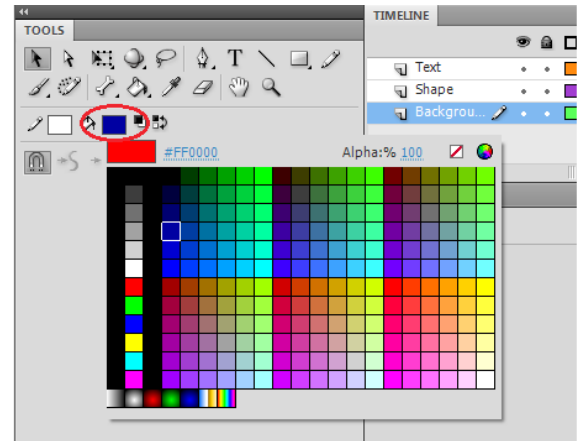 TOOLS
TIMELINE
T
Text
Shape
Backgrou...
#FF0000 Alpha:% 100